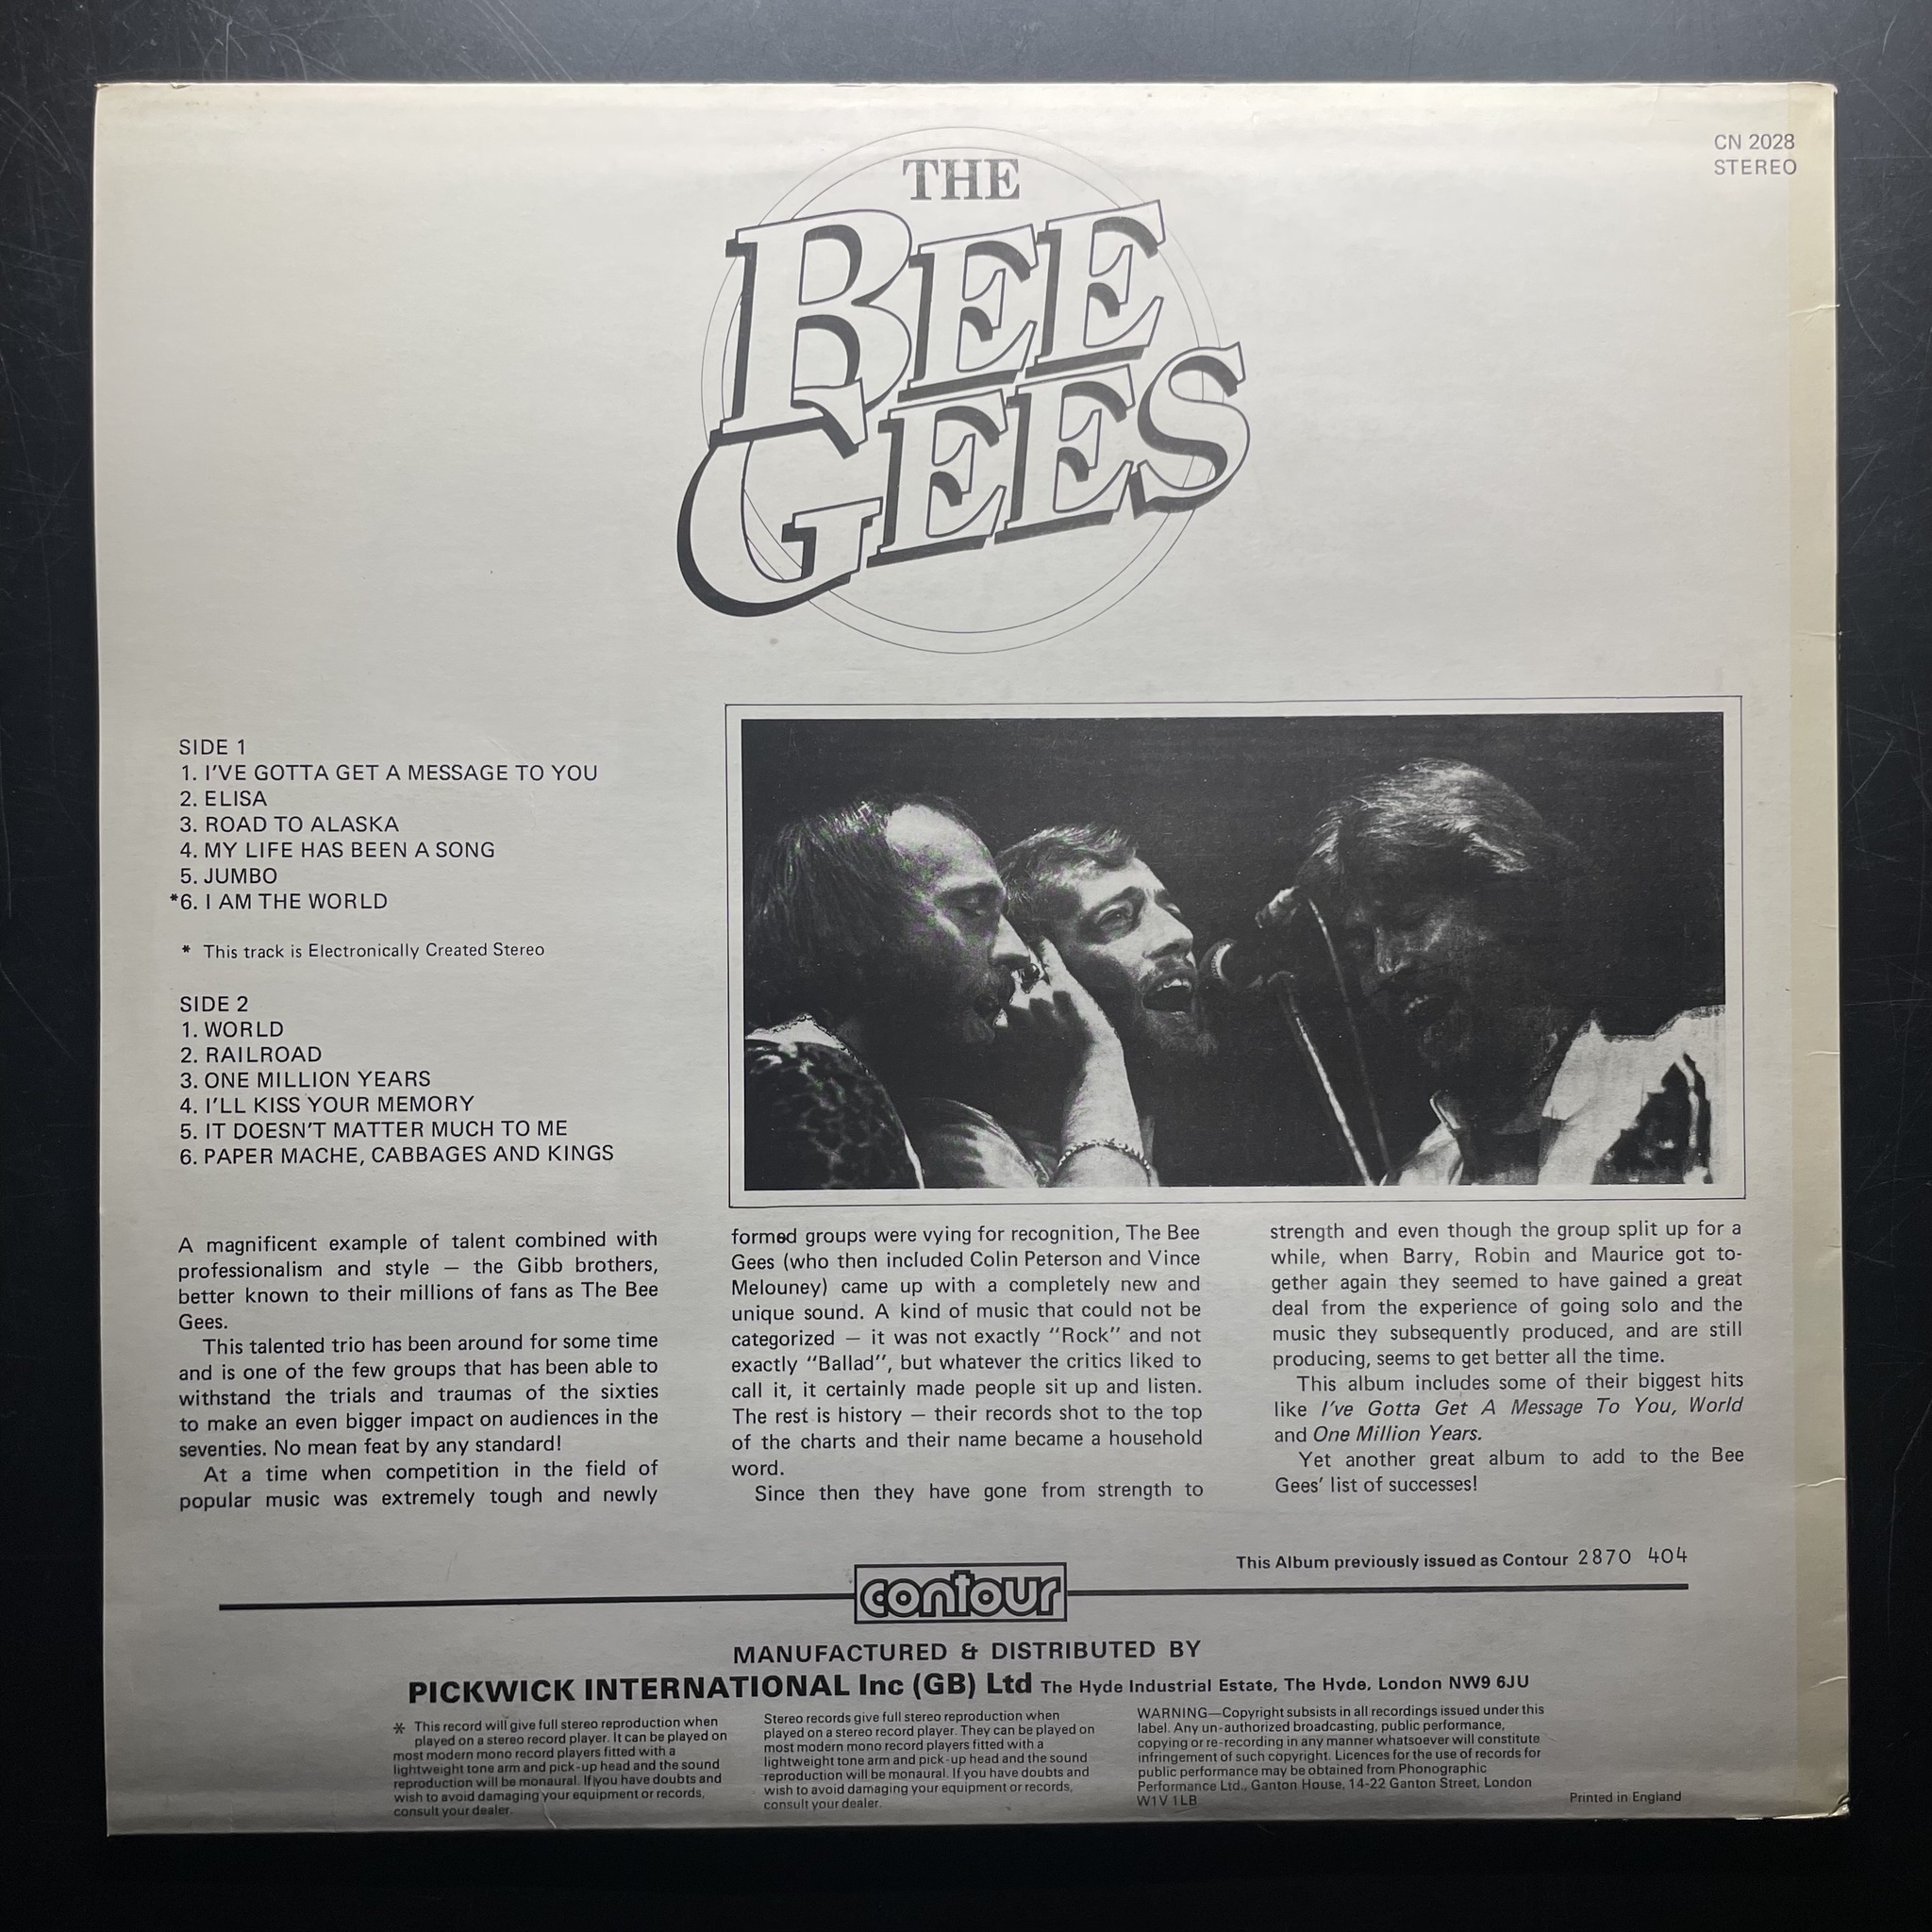 CN 2028
STEREO
THE
BEE
GEES
SIDE 1
1. I'VE GOTTA GET A MESSAGE TO YOU
2. ELISA
3. ROAD TO ALASKA
4. MY LIFE HAS BEEN A SONG
5. JUMBO
*6. I AM THE WORLD
* This track is Electronically Created Stereo
SIDE 2
1. WORLD
2. RAILROAD
3. ONE MILLION YEARS
4. I'LL KISS YOUR MEMORY
5. IT DOESN'T MATTER MUCH TO ME
6. PAPER MACHE, CABBAGES AND KINGS
A magnificent example of talent combined with
professionalism and style — the Gibb brothers,
better known to their millions of fans as The Bee
Gees.
This talented trio has been around for some time
and is one of the few groups that has been able to
withstand the trials and traumas of the sixties
to make an even bigger impact on audiences in the
seventies. No mean feat by any standard!
At a time when competition in the field of
popular music was extremely tough and newly
formed groups were vying for recognition, The Bee
Gees (who then included Colin Peterson and Vince
Melouney) came up with a completely new and
unique sound. A kind of music that could not be
categorized — it was not exactly "Rock" and not
exactly "Ballad", but whatever the critics liked to
call it, it certainly made people sit up and listen.
The rest is history — their records shot to the top
of the charts and their name became a household
word.
Since then they have gone from strength to
strength and even though the group split up for a
while, when Barry, Robin and Maurice got to-
gether again they seemed to have gained a great
deal from the experience of going solo and the
music they subsequently produced, and are still
producing, seems to get better all the time.
This album includes some of their biggest hits
like I've Gotta Get A Message To You, World
and One Million Years.
Yet another great album to add to the Bee
Gees' list of successes!
This Album previously issued as Contour 2870 404
contour
MANUFACTURED & DISTRIBUTED BY
PICKWICK INTERNATIONAL Inc (GB) Ltd The Hyde Industrial Estate, The Hyde, London NW9 6JU
* This record will give full stereo reproduction when
played on a stereo record player. It can be played on
most modern mono record players fitted with a
lightweight tone arm and pick-up head and the sound
reproduction will be monaural. If you have doubts and
wish to avoid damaging your equipment or records,
consult your dealer.
Stereo records give full stereo reproduction when
played on a stereo record player. They can be played on
most modern mono record players fitted with a
lightweight tone arm and pick-up head and the sound
reproduction will be monaural. If you have doubts and
wish to avoid damaging your equipment or records,
consult your dealer.
WARNING—Copyright subsists in all recordings issued under this
label. Any un-authorized broadcasting, public performance,
copying or re-recording in any manner whatsoever will constitute
infringement of such copyright. Licences for the use of records for
public performance may be obtained from Phonographic
Performance Ltd., Ganton House, 14-22 Ganton Street, London
W1V 1LB
Printed in England